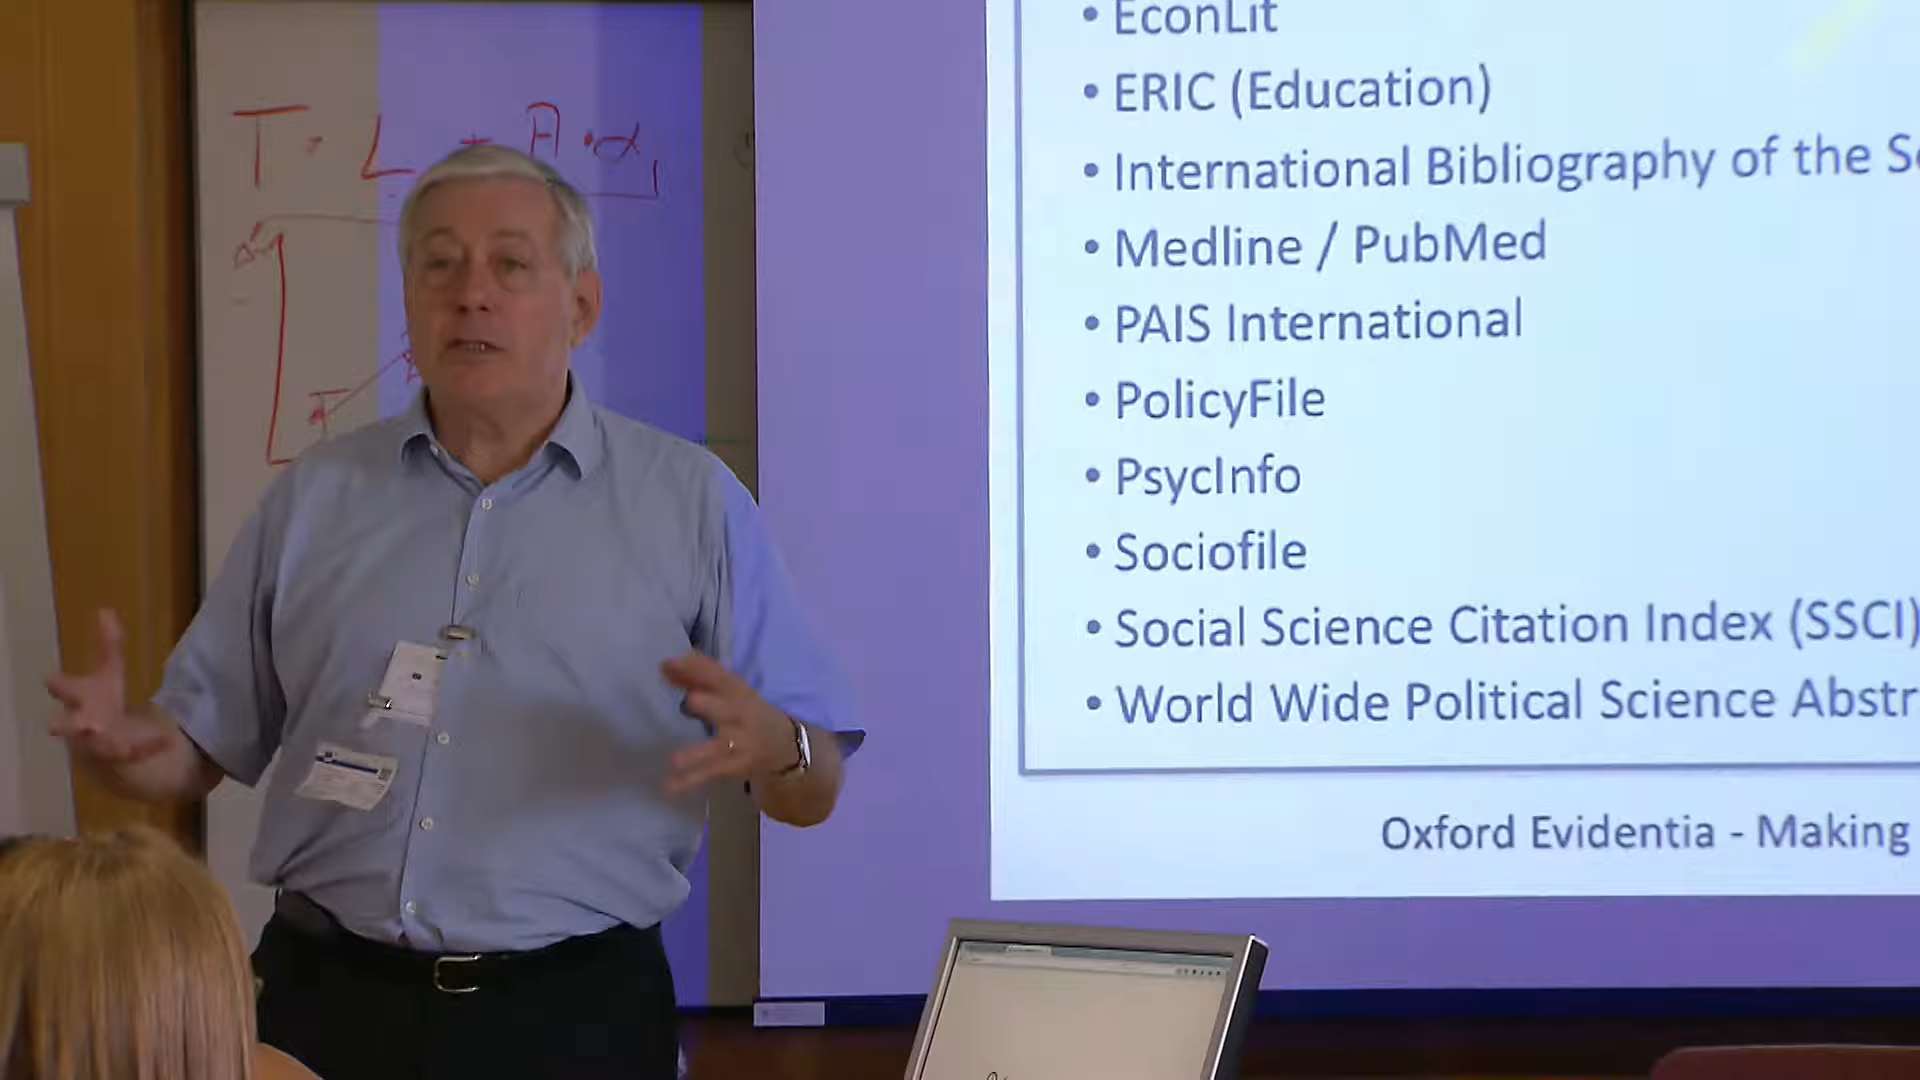 T · L + A · α
• EconLit
• ERIC (Education)
• International Bibliography of the S
• Medline / PubMed
• PAIS International
• PolicyFile
• PsycInfo
• Sociofile
• Social Science Citation Index (SSCI)
• World Wide Political Science Abstr
Oxford Evidentia - Making